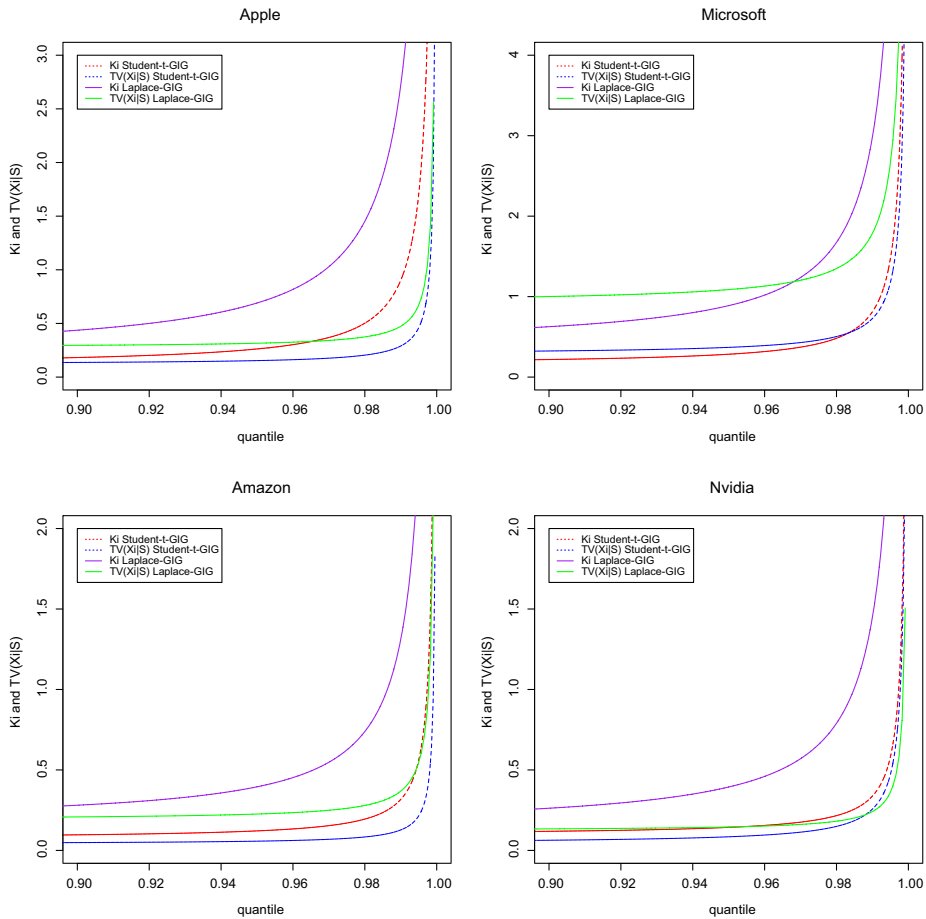 Apple
Ki and TV(Xi|S)
3.0
2.5
2.0
1.5
1.0
0.5
0.0
Ki Student-t-GIG
TV(Xi|S) Student-t-GIG
Ki Laplace-GIG
TV(Xi|S) Laplace-GIG
0.90 0.92 0.94 0.96 0.98 1.00
quantile
Microsoft
Ki and TV(Xi|S)
4
3
2
1
0
Ki Student-t-GIG
TV(Xi|S) Student-t-GIG
Ki Laplace-GIG
TV(Xi|S) Laplace-GIG
0.90 0.92 0.94 0.96 0.98 1.00
quantile
Amazon
Ki and TV(Xi|S)
2.0
1.5
1.0
0.5
0.0
Ki Student-t-GIG
TV(Xi|S) Student-t-GIG
Ki Laplace-GIG
TV(Xi|S) Laplace-GIG
0.90 0.92 0.94 0.96 0.98 1.00
quantile
Nvidia
Ki and TV(Xi|S)
2.0
1.5
1.0
0.5
0.0
Ki Student-t-GIG
TV(Xi|S) Student-t-GIG
Ki Laplace-GIG
TV(Xi|S) Laplace-GIG
0.90 0.92 0.94 0.96 0.98 1.00
quantile